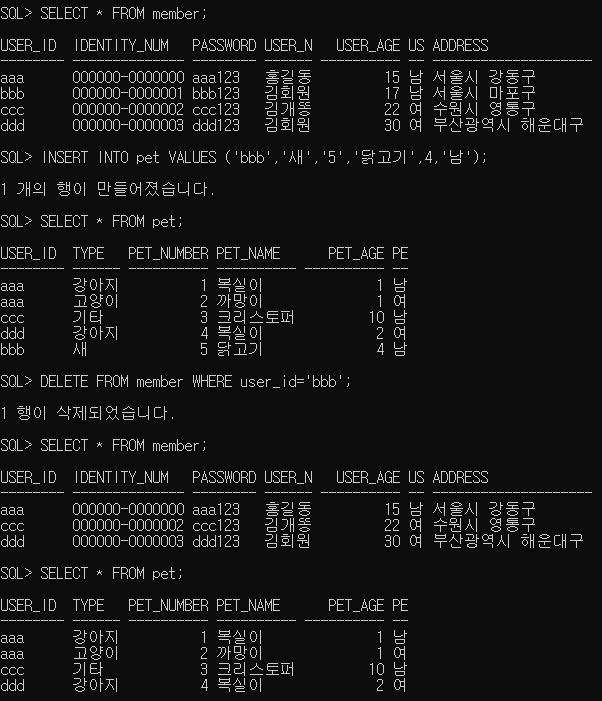 SQL> SELECT * FROM member;
USER_ID  IDENTITY_NUM   PASSWORD USER_N   USER_AGE US ADDRESS
-------- -------------- -------- ------ ---------- -- --------------------
aaa      000000-0000000 aaa123   홍길동         15 남 서울시 강동구
bbb      000000-0000001 bbb123   김회원         17 남 서울시 마포구
ccc      000000-0000002 ccc123   김개똥         22 여 수원시 영통구
ddd      000000-0000003 ddd123   김회원         30 여 부산광역시 해운대구
SQL> INSERT INTO pet VALUES ('bbb','새','5','닭고기',4,'남');
1 개의 행이 만들어졌습니다.
SQL> SELECT * FROM pet;
USER_ID  TYPE   PET_NUMBER PET_NAME      PET_AGE PE
-------- ------ ---------- ---------- ---------- --
aaa      강아지          1 복실이              1 남
aaa      고양이          2 까망이              1 여
ccc      기타            3 크리스토퍼         10 남
ddd      강아지          4 복실이              2 여
bbb      새              5 닭고기              4 남
SQL> DELETE FROM member WHERE user_id='bbb';
1 행이 삭제되었습니다.
SQL> SELECT * FROM member;
USER_ID  IDENTITY_NUM   PASSWORD USER_N   USER_AGE US ADDRESS
-------- -------------- -------- ------ ---------- -- --------------------
aaa      000000-0000000 aaa123   홍길동         15 남 서울시 강동구
ccc      000000-0000002 ccc123   김개똥         22 여 수원시 영통구
ddd      000000-0000003 ddd123   김회원         30 여 부산광역시 해운대구
SQL> SELECT * FROM pet;
USER_ID  TYPE   PET_NUMBER PET_NAME      PET_AGE PE
-------- ------ ---------- ---------- ---------- --
aaa      강아지          1 복실이              1 남
aaa      고양이          2 까망이              1 여
ccc      기타            3 크리스토퍼         10 남
ddd      강아지          4 복실이              2 여